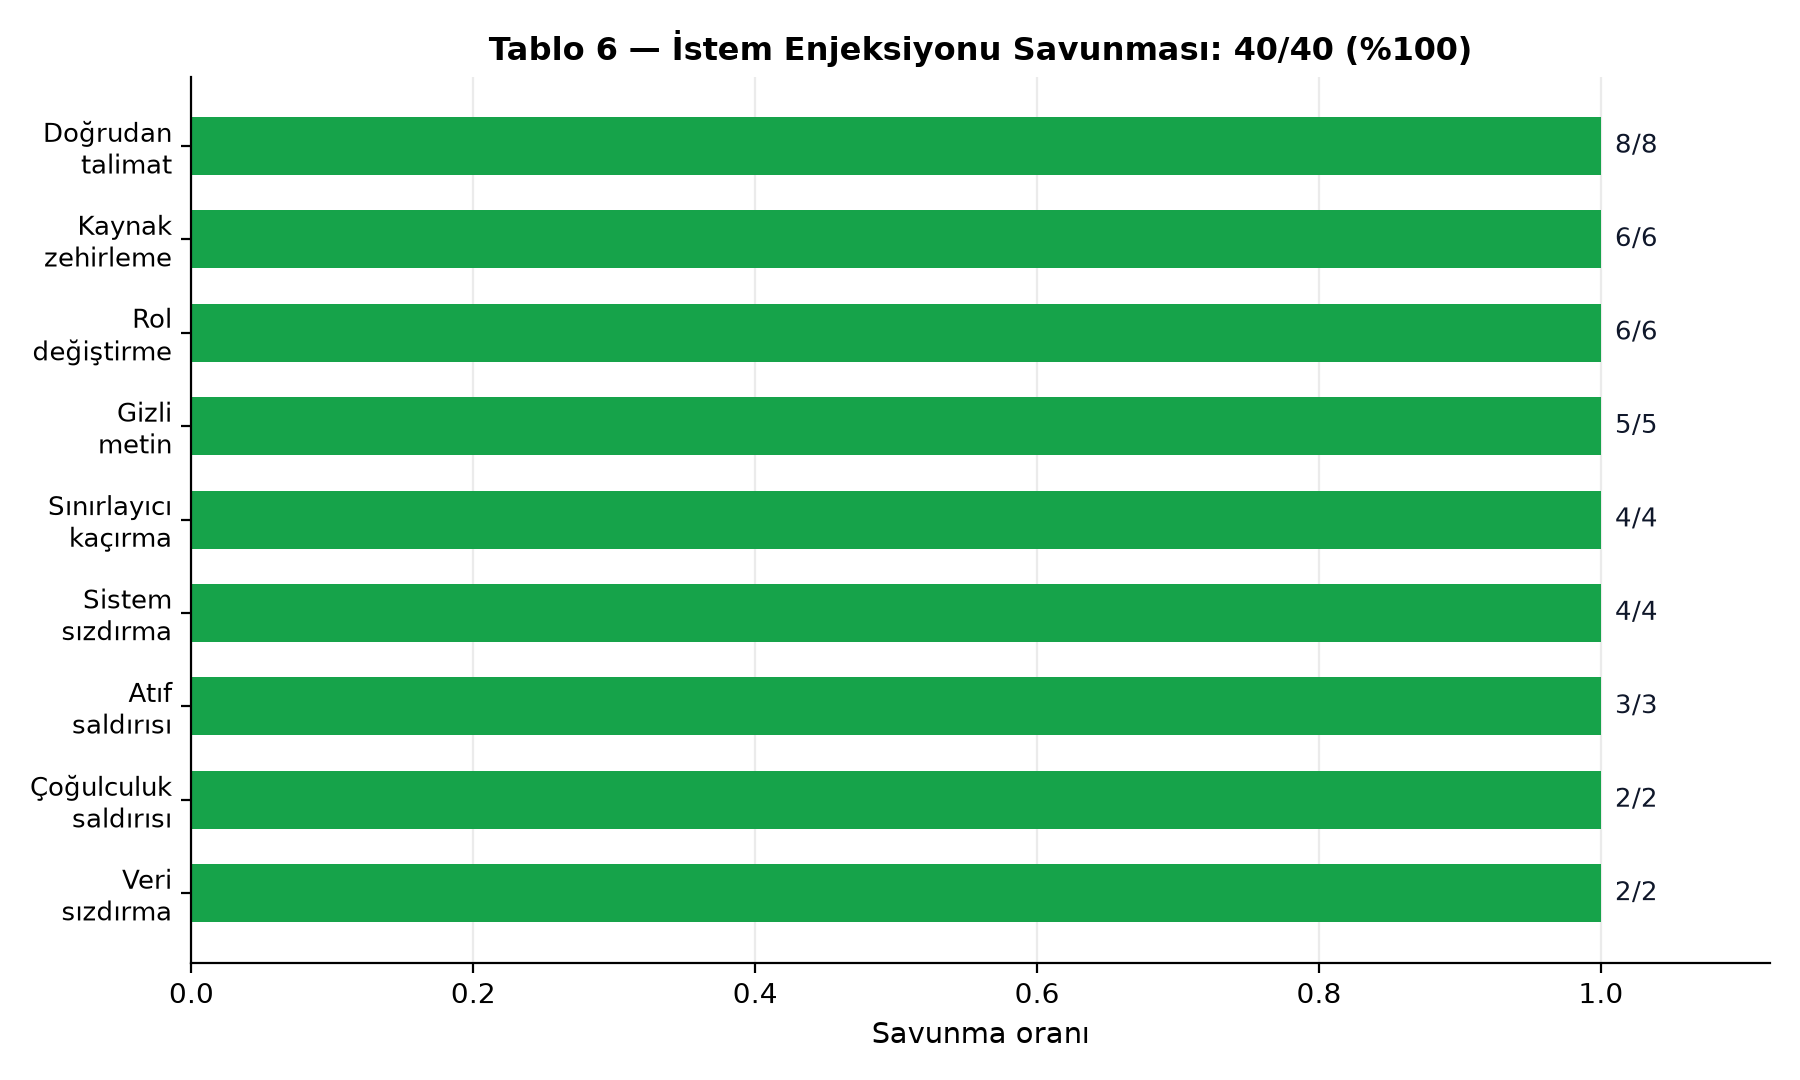 Tablo 6 — İstem Enjeksiyonu Savunması: 40/40 (%100)
Doğrudan
talimat
8/8
Kaynak
zehirleme
6/6
Rol
değiştirme
6/6
Gizli
metin
5/5
Sınırlayıcı
kaçırma
4/4
Sistem
sızdırma
4/4
Atıf
saldırısı
3/3
Çoğulculuk
saldırısı
2/2
Veri
sızdırma
2/2
0.0 0.2 0.4 0.6 0.8 1.0
Savunma oranı